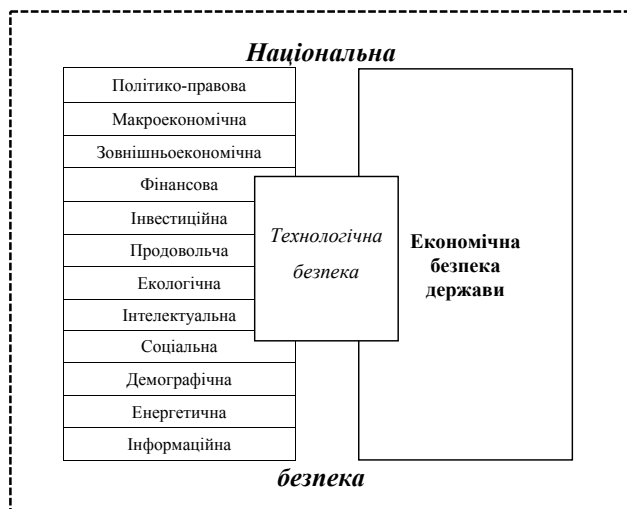 Національна
Політико-правова
Макроекономічна
Зовнішньоекономічна
Фінансова
Інвестиційна
Продовольча
Екологічна
Інтелектуальна
Соціальна
Демографічна
Енергетична
Інформаційна
Технологічна
безпека
Економічна
безпека
держави
безпека